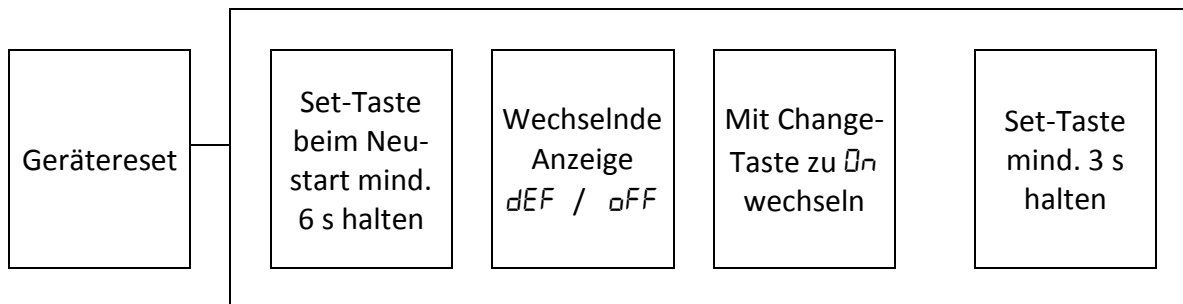 Gerätereset
Set-Taste
beim Neu-
start mind.
6 s halten
Wechselnde
Anzeige
dEF / oFF
Mit Change-
Taste zu On
wechseln
Set-Taste
mind. 3 s
halten